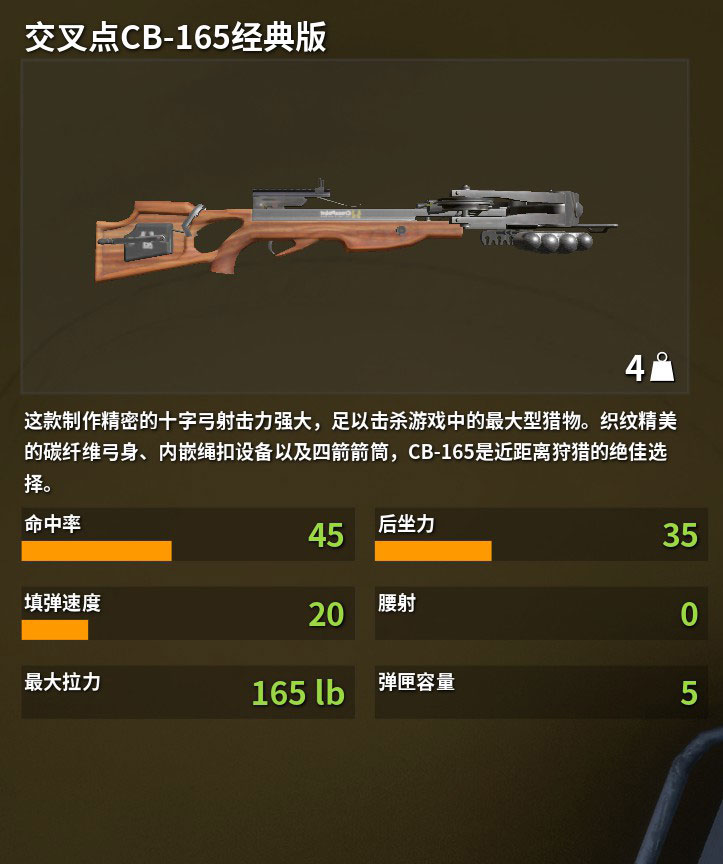 交叉点CB-165经典版
4
这款制作精密的十字弓射击力强大，足以击杀游戏中的最大型猎物。织纹精美
的碳纤维弓身、内嵌绳扣设备以及四箭箭筒，CB-165是近距离狩猎的绝佳选
择。
命中率 45
后坐力 35
填弹速度 20
腰射 0
最大拉力 165 lb
弹匣容量 5